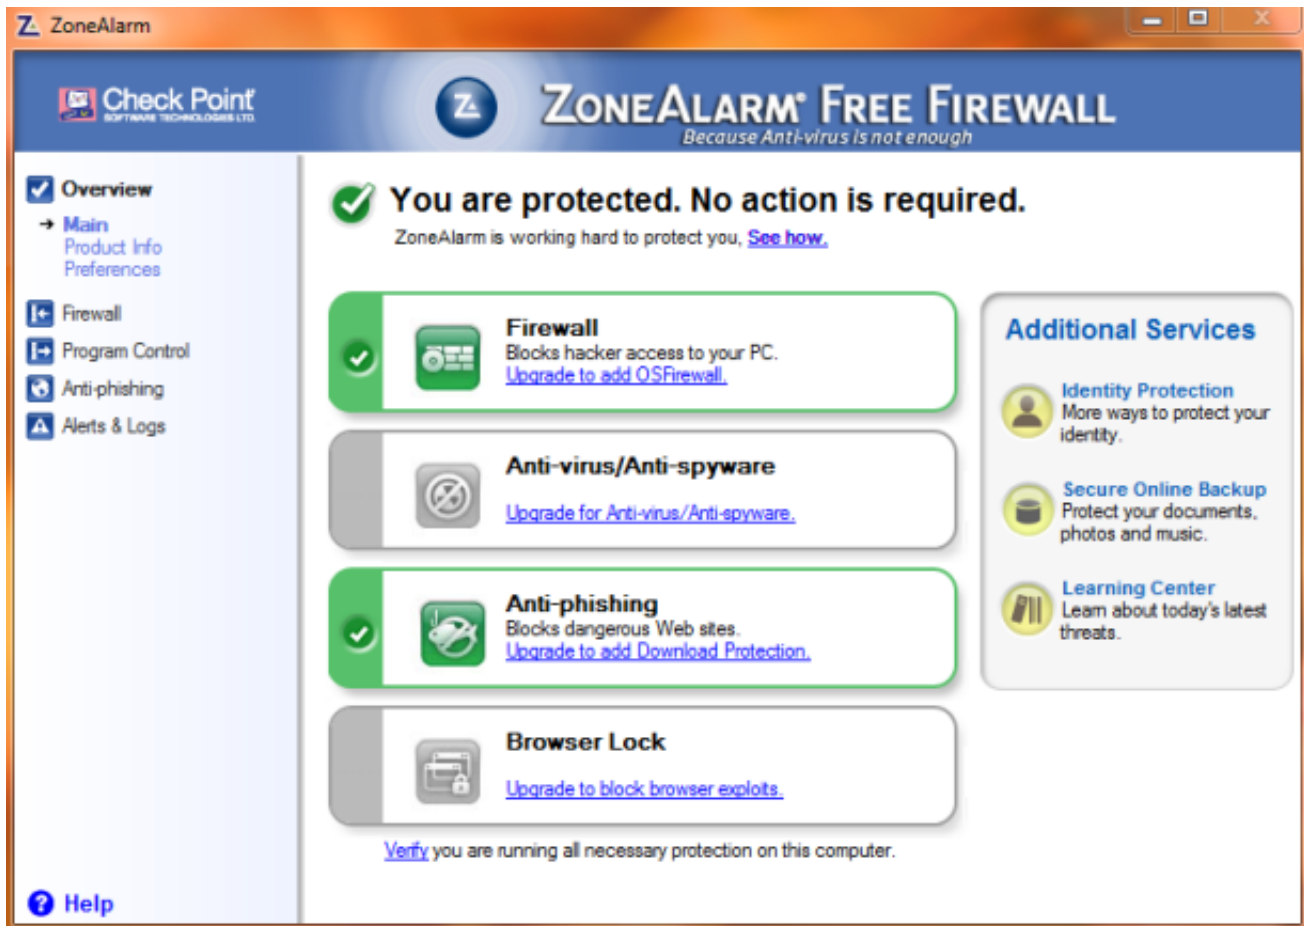 ZoneAlarm
Check Point
SOFTWARE TECHNOLOGIES LTD.
ZONEALARM® FREE FIREWALL
Because Anti-virus is not enough
Overview
Main
Product Info
Preferences
Firewall
Program Control
Anti-phishing
Alerts & Logs
Help
You are protected. No action is required.
ZoneAlarm is working hard to protect you, See how.
Firewall
Blocks hacker access to your PC.
Upgrade to add OSFirewall.
Anti-virus/Anti-spyware
Upgrade for Anti-virus/Anti-spyware.
Anti-phishing
Blocks dangerous Web sites.
Upgrade to add Download Protection.
Browser Lock
Upgrade to block browser exploits.
Verify you are running all necessary protection on this computer.
Additional Services
Identity Protection
More ways to protect your
identity.
Secure Online Backup
Protect your documents,
photos and music.
Learning Center
Learn about today's latest
threats.